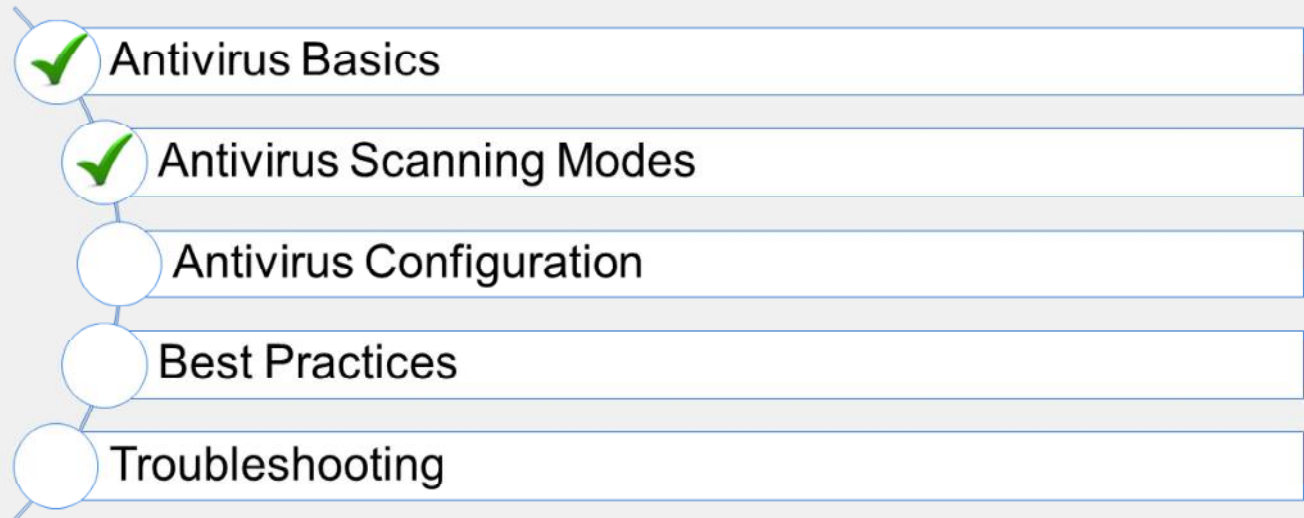 Antivirus Basics
Antivirus Scanning Modes
Antivirus Configuration
Best Practices
Troubleshooting